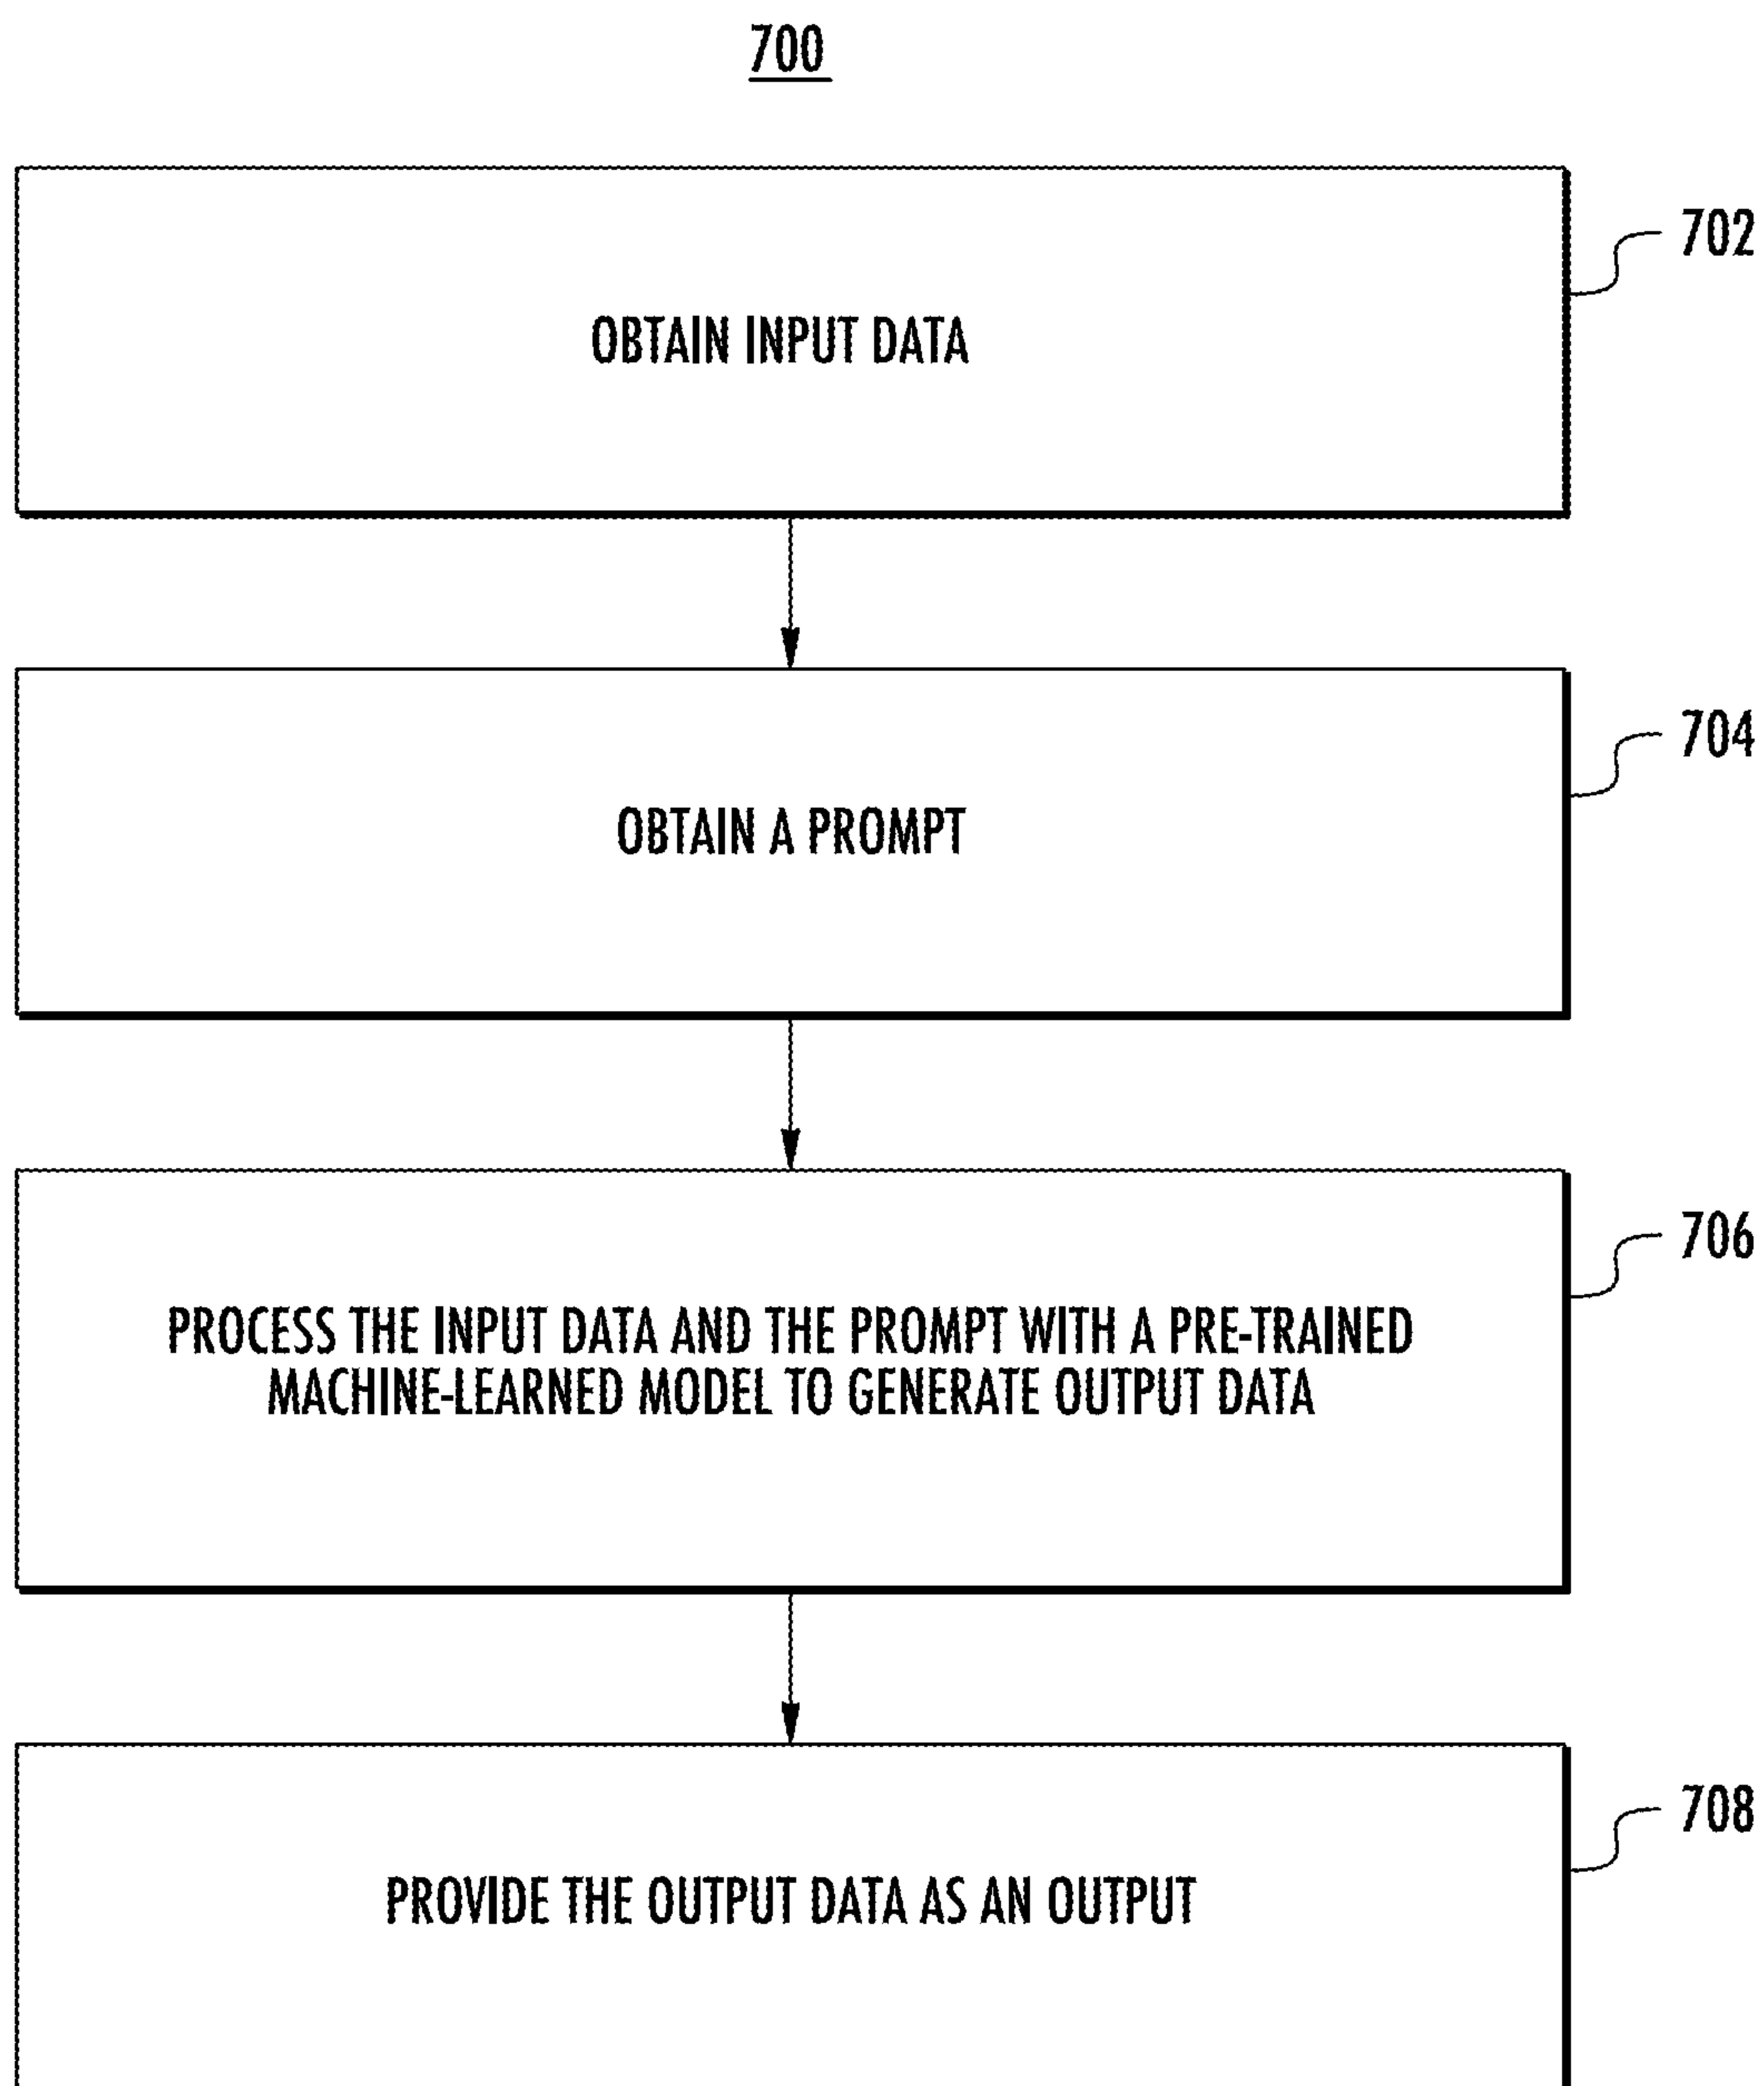 700
702
OBTAIN INPUT DATA
704
OBTAIN A PROMPT
706
PROCESS THE INPUT DATA AND THE PROMPT WITH A PRE-TRAINED
MACHINE-LEARNED MODEL TO GENERATE OUTPUT DATA
708
PROVIDE THE OUTPUT DATA AS AN OUTPUT